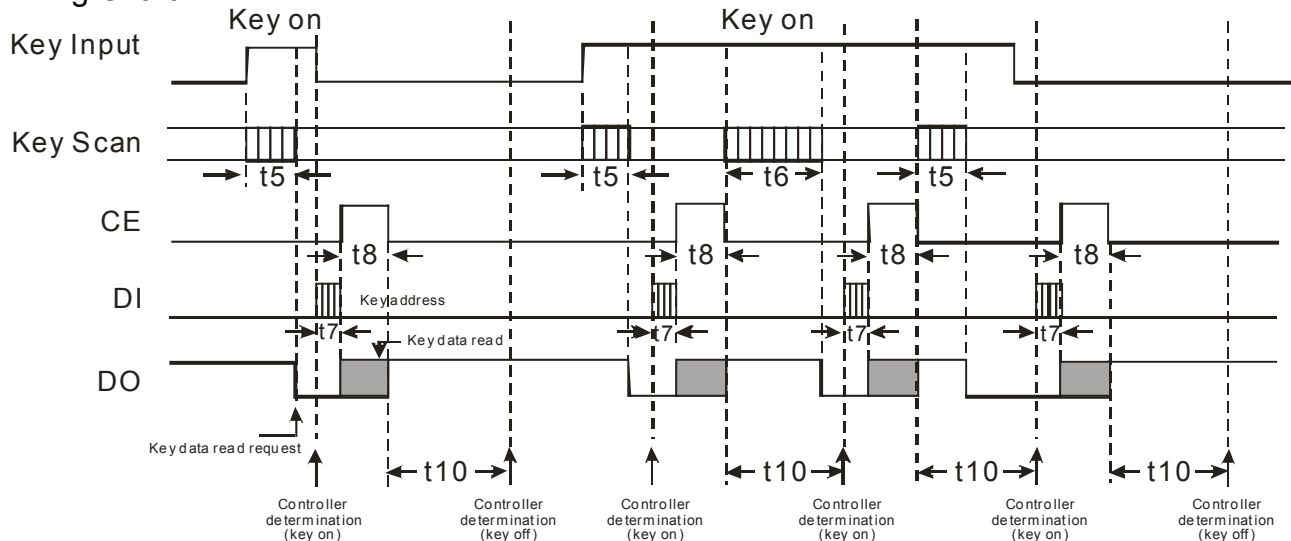 Key on
Key on
Key Input
Key Scan
t5
t5
t6
t5
CE
t8
t8
t8
t8
DI
Key address
t7
t7
t7
t7
Key data read
DO
Key data read request
t10
t10
t10
t10
Controller
determination
(key on)
Controller
determination
(key off)
Controller
determination
(key on)
Controller
determination
(key on)
Controller
determination
(key on)
Controller
determination
(key off)